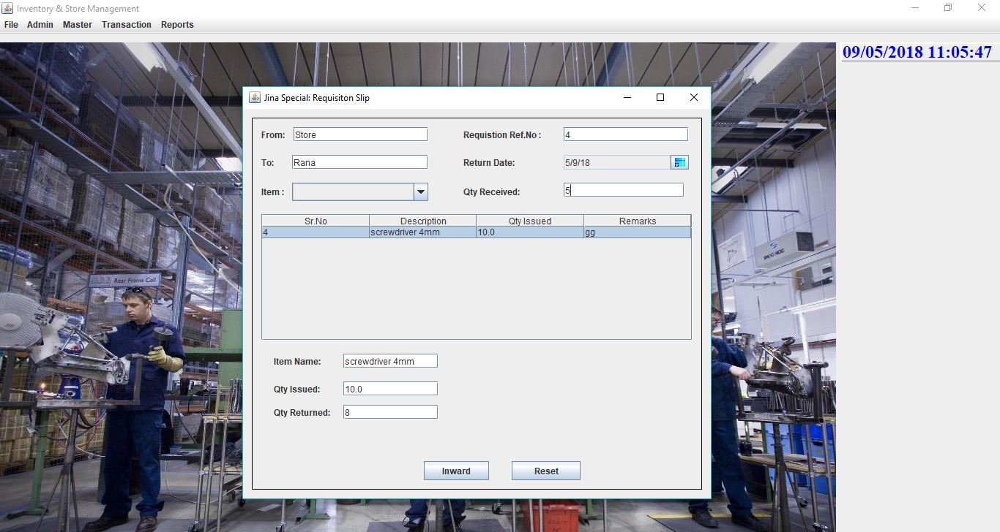 Inventory & Store Management
File Admin Master Transaction Reports
09/05/2018 11:05:47
Jina Special: Requisiton Slip
From: Store Requistion Ref.No : 4
To: Rana Return Date: 5/9/18
Item : Qty Received: 5
Sr.No Description Qty Issued Remarks
4 screwdriver 4mm 10.0 gg
Item Name: screwdriver 4mm
Qty Issued: 10.0
Qty Returned: 8
Inward Reset
Rear Frame Cell